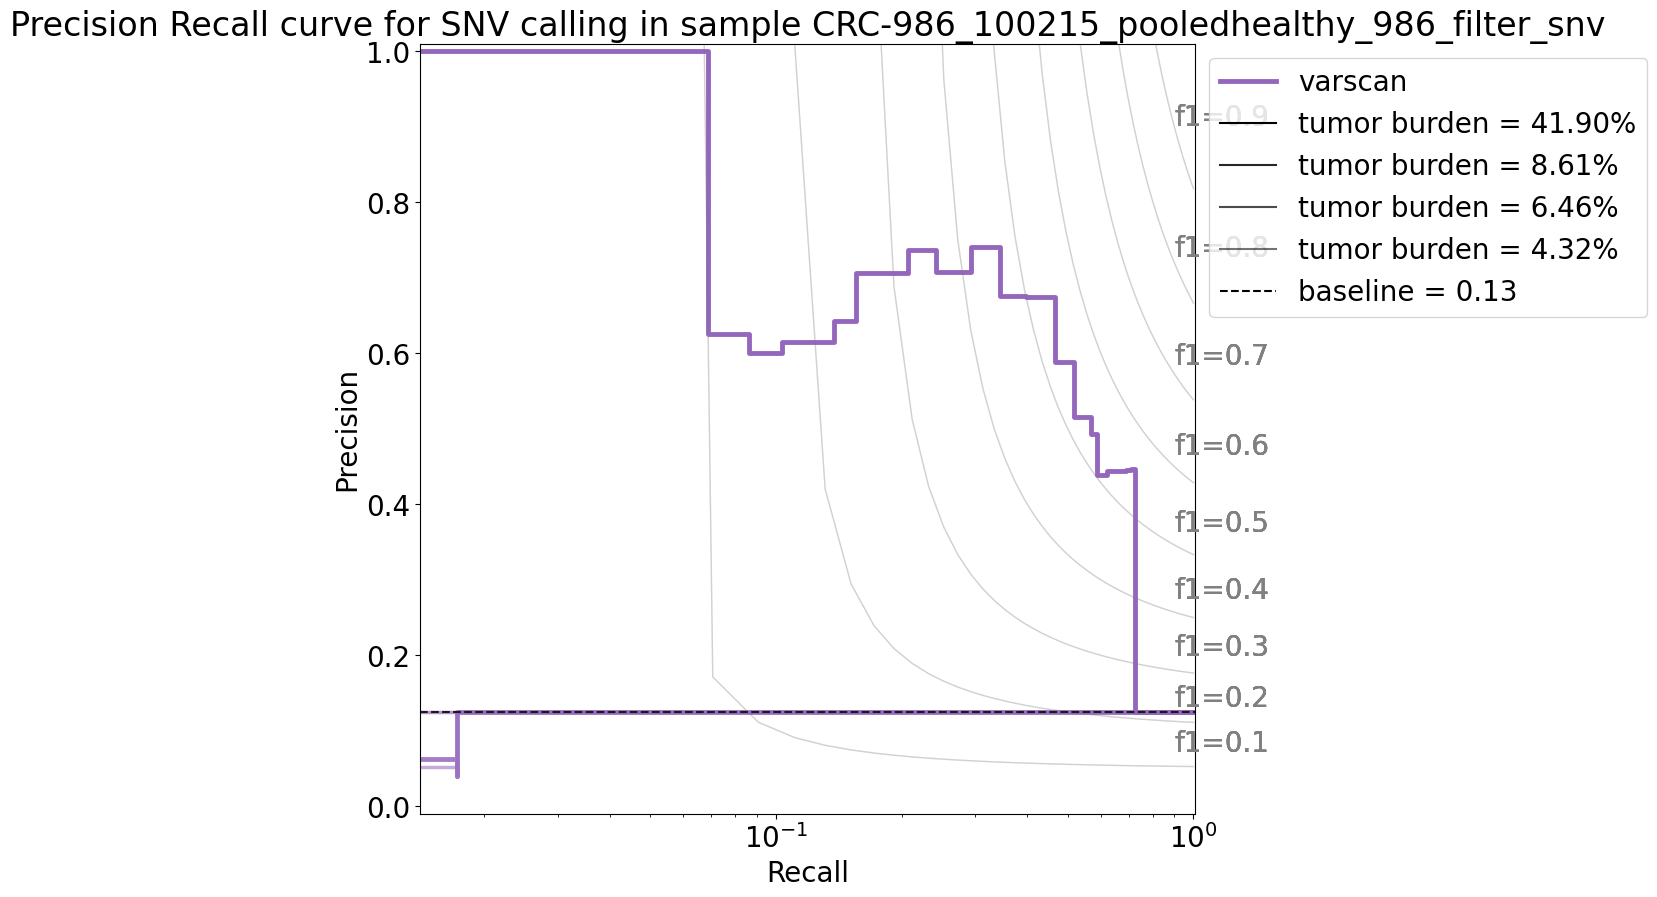 Precision Recall curve for SNV calling in sample CRC-986_100215_pooledhealthy_986_filter_snv
varscan
tumor burden = 41.90%
tumor burden = 8.61%
tumor burden = 6.46%
tumor burden = 4.32%
baseline = 0.13
f1=0.9
f1=0.8
f1=0.7
f1=0.6
f1=0.5
f1=0.4
f1=0.3
f1=0.2
f1=0.1
Precision
1.0
0.8
0.6
0.4
0.2
0.0
10⁻¹
10⁰
Recall